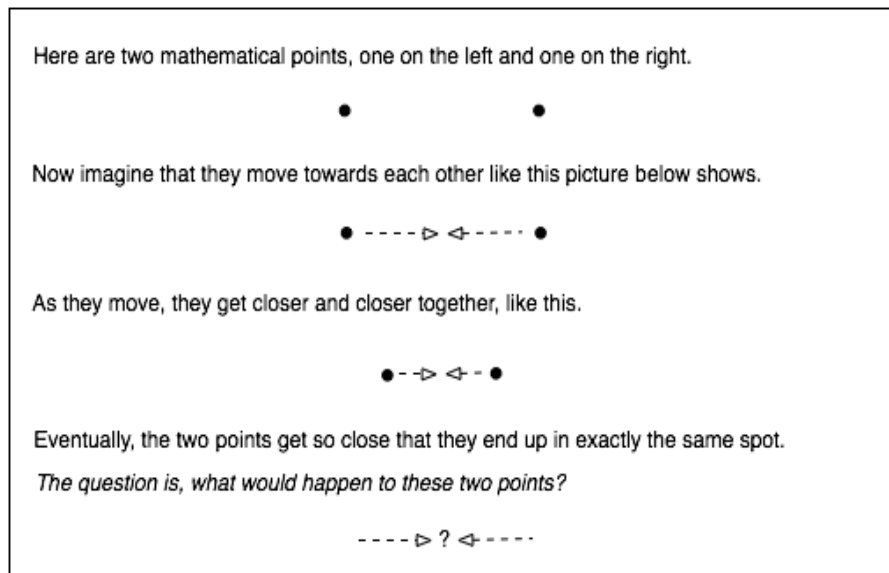 Here are two mathematical points, one on the left and one on the right.
Now imagine that they move towards each other like this picture below shows.
As they move, they get closer and closer together, like this.
Eventually, the two points get so close that they end up in exactly the same spot.
The question is, what would happen to these two points?
?